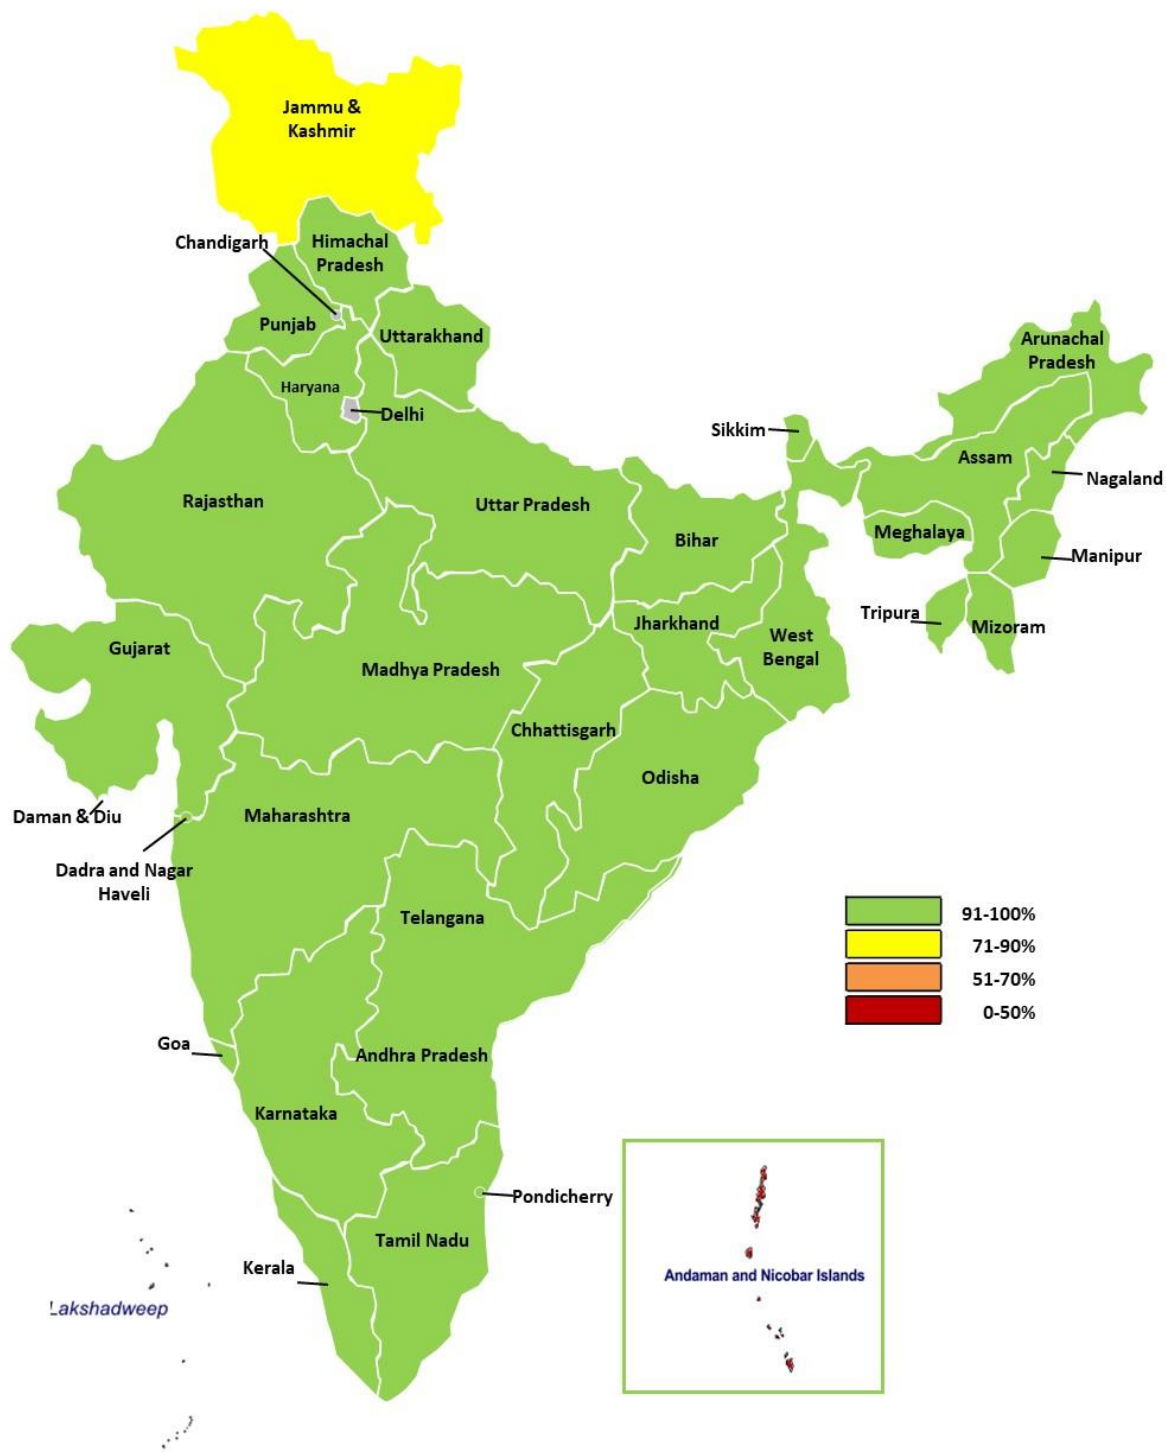 Jammu &
Kashmir
Chandigarh
Himachal
Pradesh
Punjab
Uttarakhand
Arunachal
Pradesh
Haryana
Delhi
Sikkim
Assam
Nagaland
Rajasthan
Uttar Pradesh
Bihar
Meghalaya
Manipur
Tripura
Jharkhand
Mizoram
West
Bengal
Gujarat
Madhya Pradesh
Chhattisgarh
Odisha
Daman & Diu
Maharashtra
Dadra and Nagar
Haveli
Telangana
91-100%
71-90%
51-70%
0-50%
Goa
Andhra Pradesh
Karnataka
Pondicherry
Tamil Nadu
Kerala
Andaman and Nicobar Islands
Lakshadweep